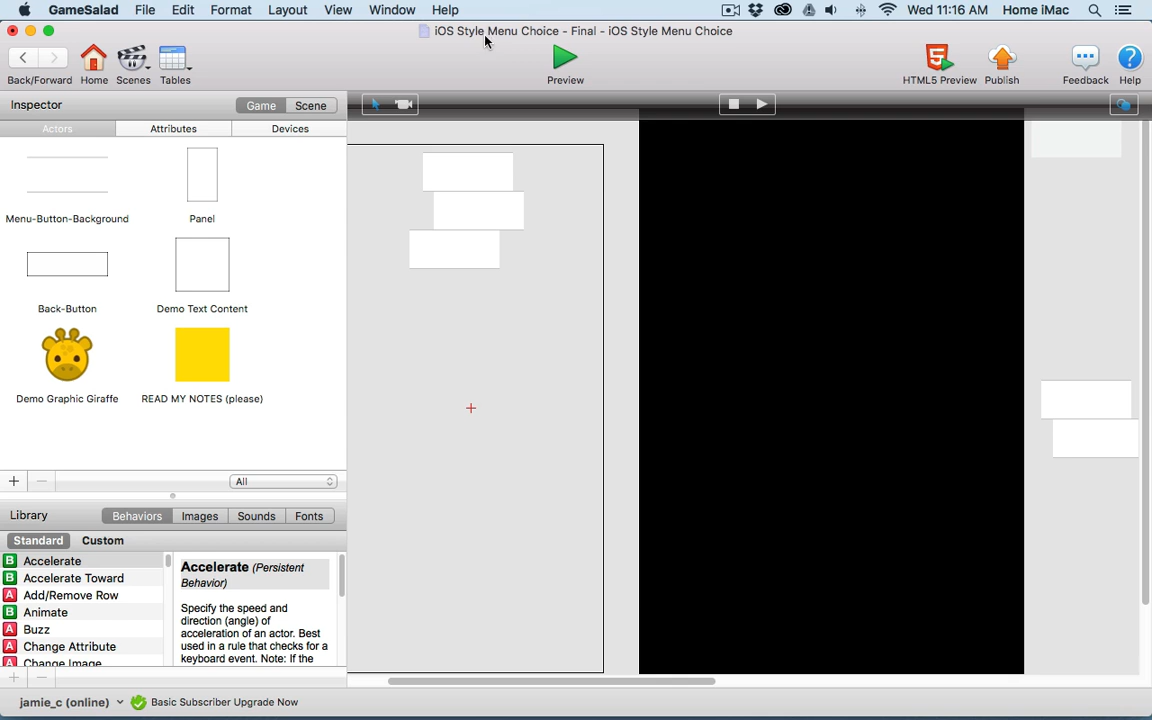 GameSalad File Edit Format Layout View Window Help Wed 11:16 AM Home iMac
iOS Style Menu Choice - Final - iOS Style Menu Choice
Back/Forward Home Scenes Tables Preview HTML5 Preview Publish Feedback Help
Inspector Game Scene
Actors Attributes Devices
Menu-Button-Background Panel
Back-Button Demo Text Content
Demo Graphic Giraffe READ MY NOTES (please)
+ − All
Library Behaviors Images Sounds Fonts
Standard Custom
B Accelerate
B Accelerate Toward
A Add/Remove Row
B Animate
A Buzz
A Change Attribute
A Change Image
Accelerate (Persistent
Behavior)
Specify the speed and
direction (angle) of
acceleration of an actor. Best
used in a rule that checks for a
keyboard event. Note: If the
+ −
jamie_c (online) Basic Subscriber Upgrade Now